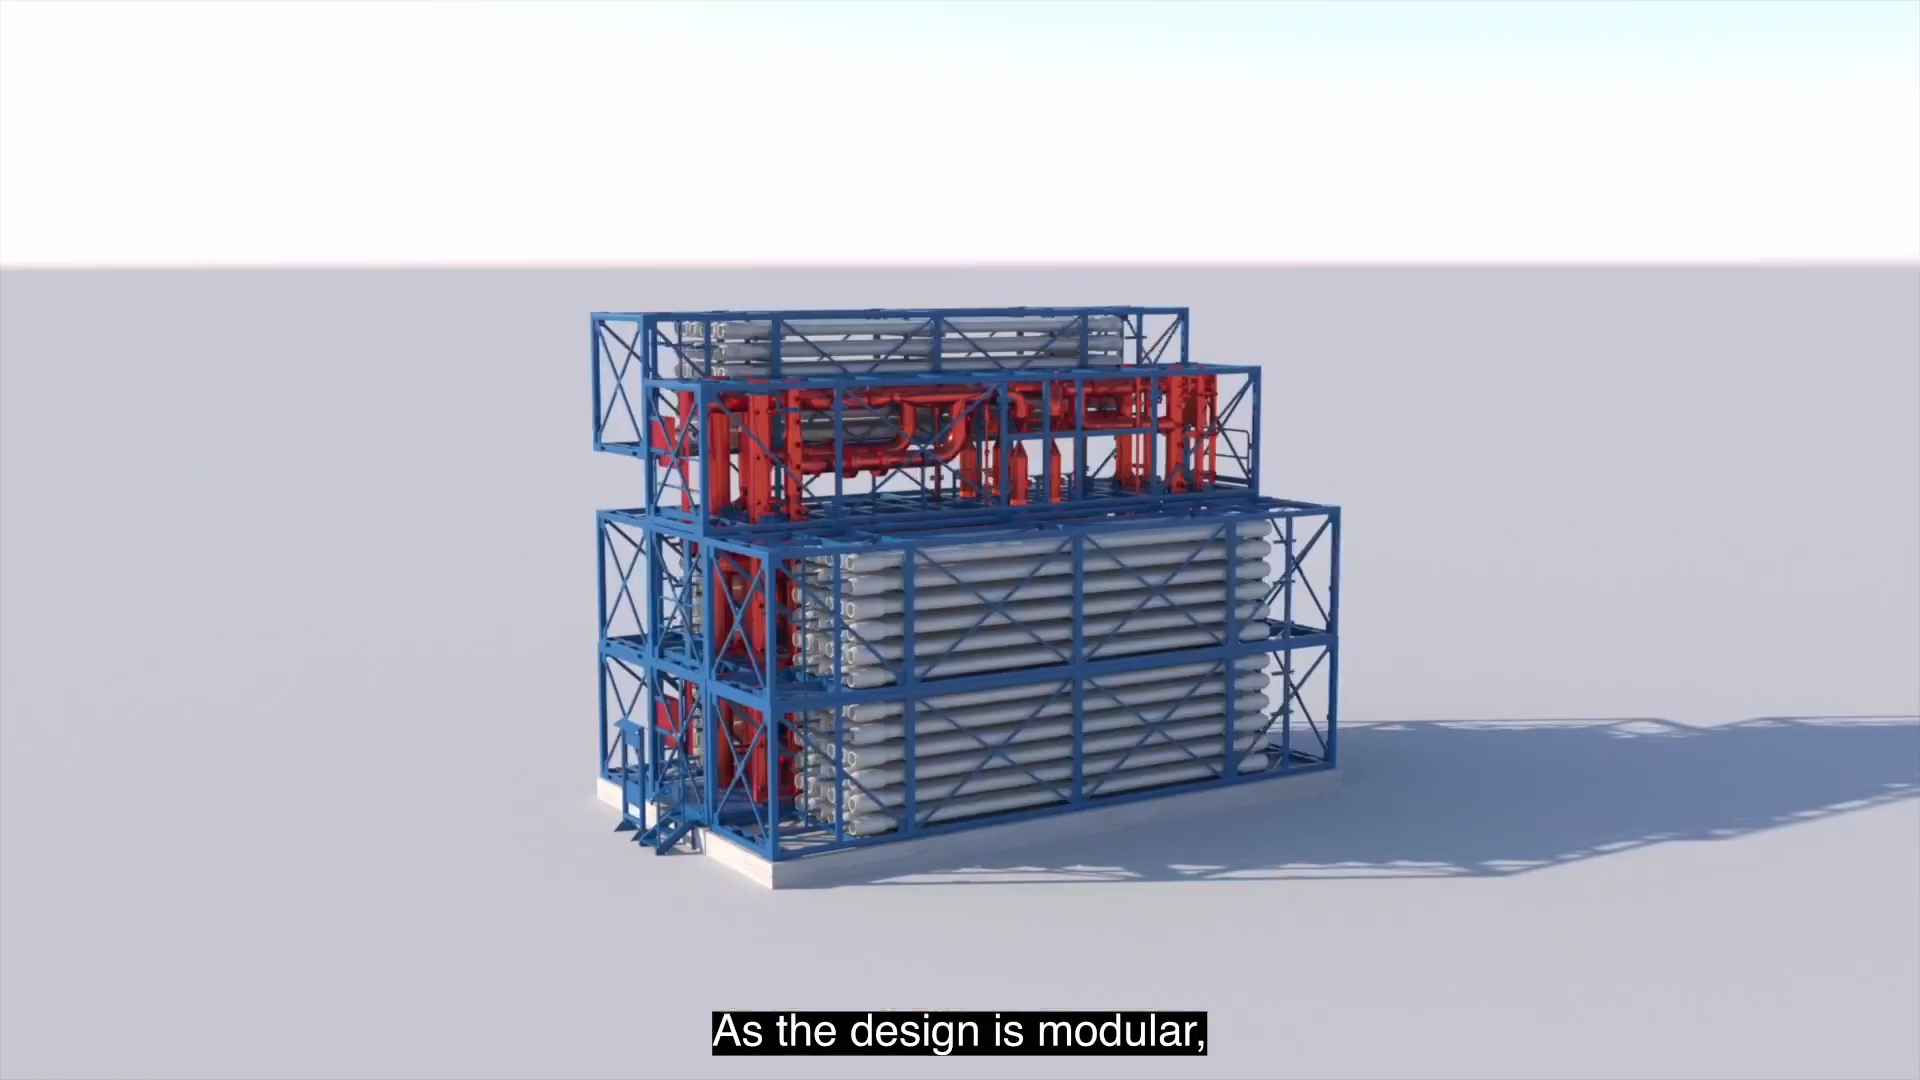 As the design is modular,